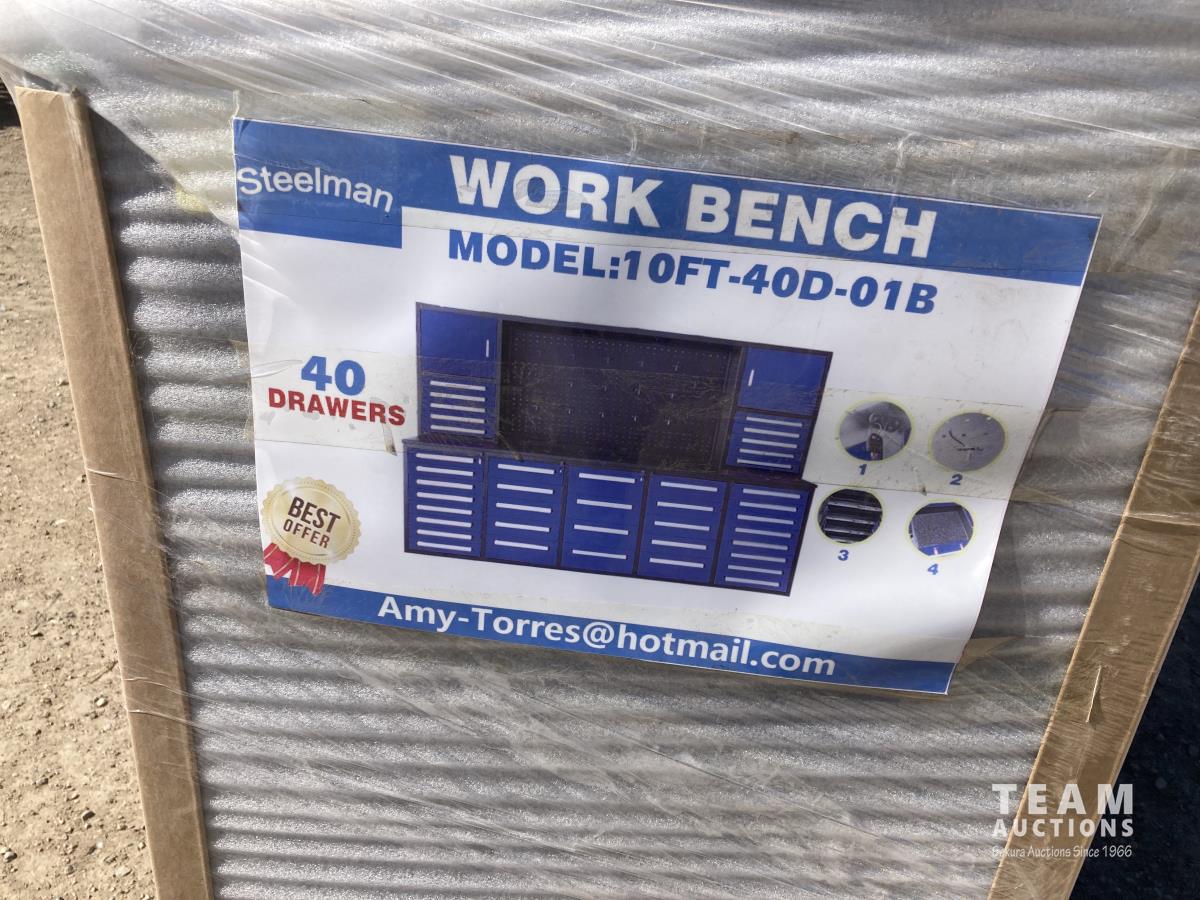 Steelman
WORK BENCH
MODEL:10FT-40D-01B
40
DRAWERS
BEST
OFFER
1
2
3
4
Amy-Torres@hotmail.com
TEAM
AUCTIONS
Bekura Auctions Since 1966